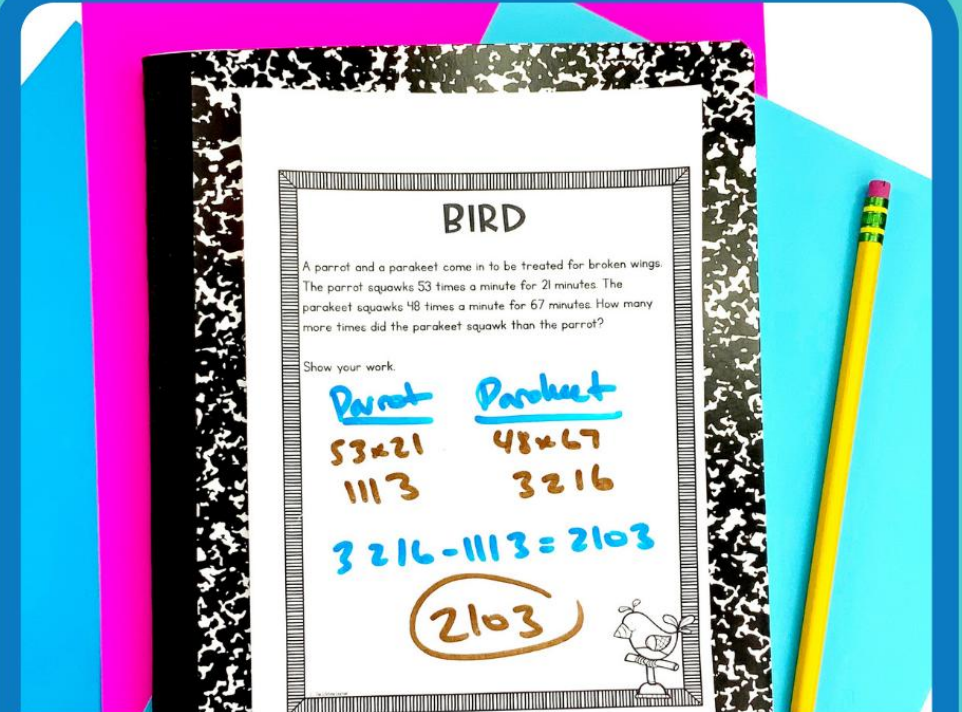 BIRD
A parrot and a parakeet come in to be treated for broken wings.
The parrot squawks 53 times a minute for 21 minutes. The
parakeet squawks 48 times a minute for 67 minutes. How many
more times did the parakeet squawk than the parrot?
Show your work.
Parrot Parakeet
53x21 48x67
1113 3216
3216-1113=2103
2103